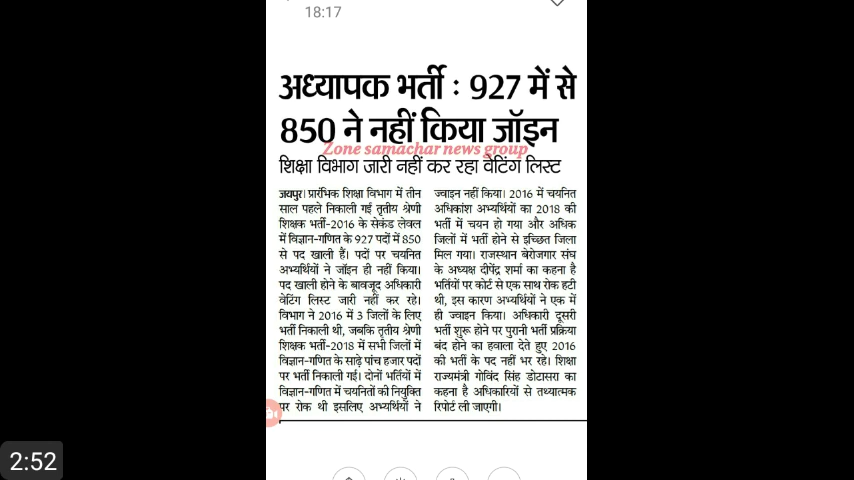 18:17
अध्यापक भर्ती : 927 में से
850 ने नहीं किया जॉइन
Zone samachar news group
शिक्षा विभाग जारी नहीं कर रहा वेटिंग लिस्ट
जयपुर। प्रारंभिक शिक्षा विभाग में तीन
साल पहले निकाली गई तृतीय श्रेणी
शिक्षक भर्ती-2016 के सेकंड लेवल
में विज्ञान-गणित के 927 पदों में 850
से पद खाली हैं। पदों पर चयनित
अभ्यर्थियों ने जॉइन ही नहीं किया।
पद खाली होने के बावजूद अधिकारी
वेटिंग लिस्ट जारी नहीं कर रहे।
विभाग ने 2016 में 3 जिलों के लिए
भर्ती निकाली थी, जबकि तृतीय श्रेणी
शिक्षक भर्ती-2018 में सभी जिलों में
विज्ञान-गणित के साढ़े पांच हजार पदों
पर भर्ती निकाली गई। दोनों भर्तियों में
विज्ञान-गणित में चयनितों की नियुक्ति
पर रोक थी इसलिए अभ्यर्थियों ने
ज्वाइन नहीं किया। 2016 में चयनित
अधिकांश अभ्यर्थियों का 2018 की
भर्ती में चयन हो गया और अधिक
जिलों में भर्ती होने से इच्छित जिला
मिल गया। राजस्थान बेरोजगार संघ
के अध्यक्ष दीपेंद्र शर्मा का कहना है
भर्तियों पर कोर्ट से एक साथ रोक हटी
थी, इस कारण अभ्यर्थियों ने एक में
ही ज्वाइन किया। अधिकारी दूसरी
भर्ती शुरू होने पर पुरानी भर्ती प्रक्रिया
बंद होने का हवाला देते हुए 2016
की भर्ती के पद नहीं भर रहे। शिक्षा
राज्यमंत्री गोविंद सिंह डोटासरा का
कहना है अधिकारियों से तथ्यात्मक
रिपोर्ट ली जाएगी।
2:52